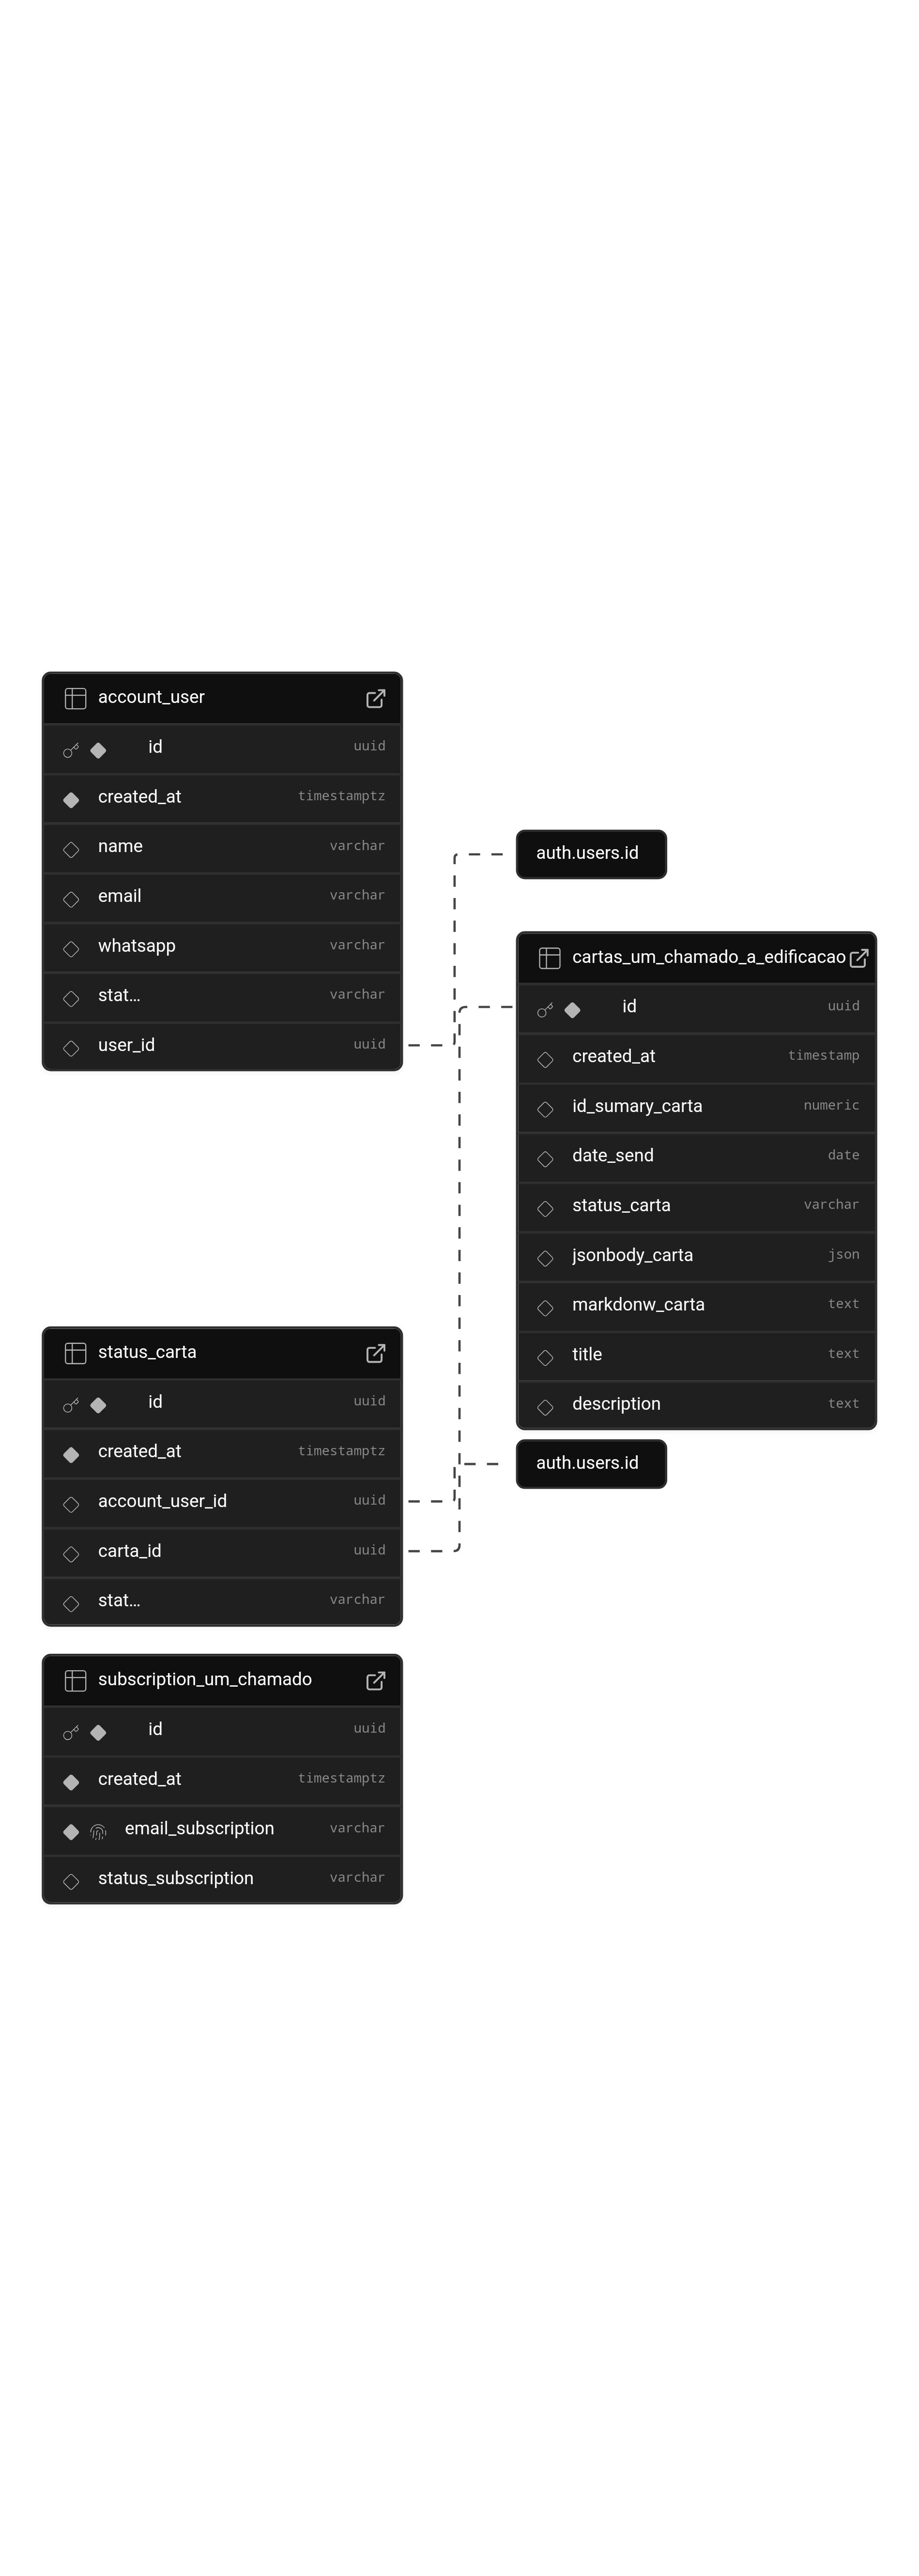 account_user
id uuid
created_at timestamptz
name varchar
email varchar
whatsapp varchar
stat... varchar
user_id uuid
auth.users.id
cartas_um_chamado_a_edificacao
id uuid
created_at timestamp
id_sumary_carta numeric
date_send date
status_carta varchar
jsonbody_carta json
markdonw_carta text
title text
description text
auth.users.id
status_carta
id uuid
created_at timestamptz
account_user_id uuid
carta_id uuid
stat... varchar
subscription_um_chamado
id uuid
created_at timestamptz
email_subscription varchar
status_subscription varchar